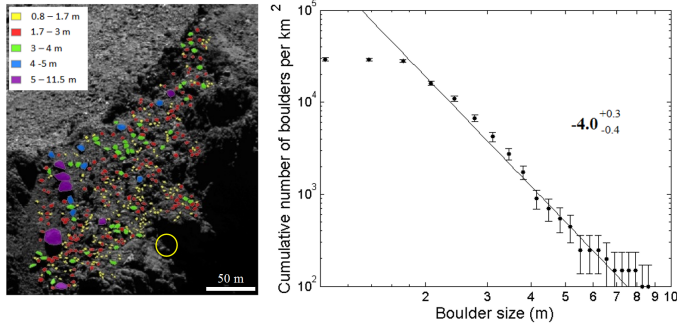 0.8 – 1.7 m
1.7 – 3 m
3 – 4 m
4 -5 m
5 – 11.5 m
50 m
Cumulative number of boulders per km 2
10 5
10 4
10 3
10 2
-4.0 +0.3
-0.4
2 3 4 5 6 7 8 9 10
Boulder size (m)